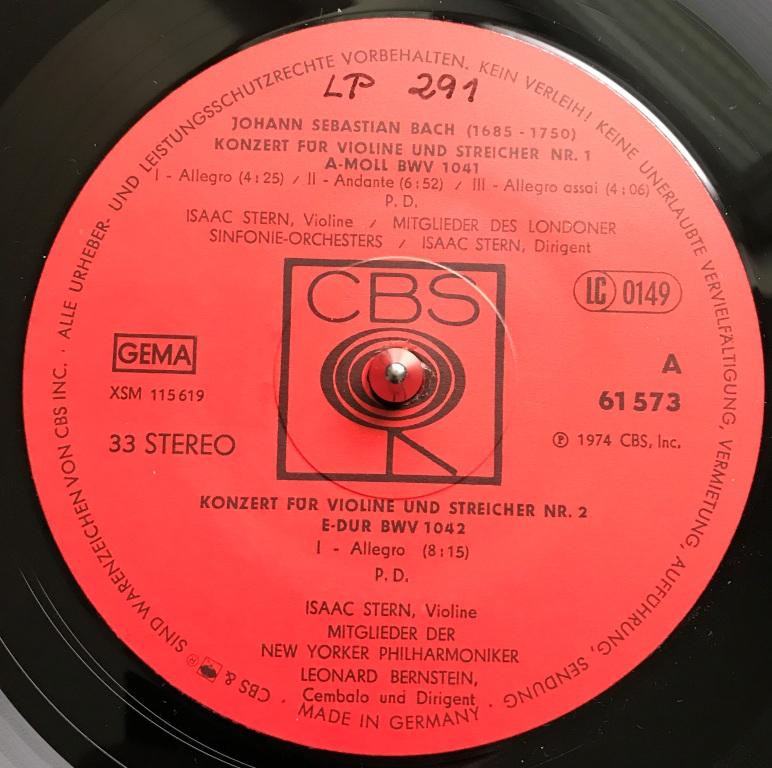 ALLE URHEBER- UND LEISTUNGSSCHUTZRECHTE VORBEHALTEN. KEIN VERLEIH! KEINE UNERLAUBTE VERVIELFÄLTIGUNG, VERMIETUNG, AUFFÜHRUNG, SENDUNG ·
LP 291
JOHANN SEBASTIAN BACH (1685 - 1750)
KONZERT FÜR VIOLINE UND STREICHER NR. 1
A-MOLL BWV 1041
I - Allegro (4:25) / II - Andante (6:52) / III - Allegro assai (4:06)
P. D.
ISAAC STERN, Violine / MITGLIEDER DES LONDONER
SINFONIE-ORCHESTERS / ISAAC STERN, Dirigent
CBS
LC 0149
GEMA
XSM 115619
33 STEREO
A
61 573
℗ 1974 CBS, Inc.
KONZERT FÜR VIOLINE UND STREICHER NR. 2
E-DUR BWV 1042
I - Allegro (8:15)
P. D.
ISAAC STERN, Violine
MITGLIEDER DER
NEW YORKER PHILHARMONIKER
LEONARD BERNSTEIN,
Cembalo und Dirigent
MADE IN GERMANY ·
CBS & ® SIND WARENZEICHEN VON CBS INC. ·